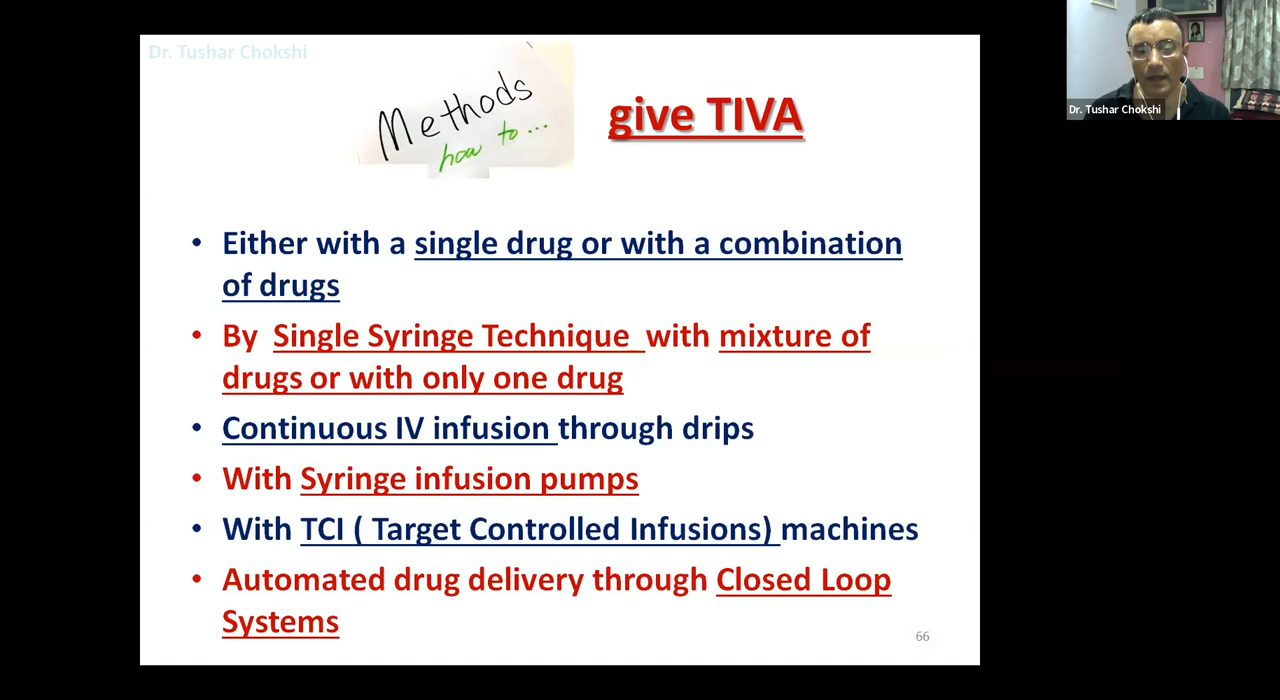 Dr. Tushar Chokshi
Methods
how to ...
give TIVA
• Either with a single drug or with a combination
of drugs
• By Single Syringe Technique with mixture of
drugs or with only one drug
• Continuous IV infusion through drips
• With Syringe infusion pumps
• With TCI ( Target Controlled Infusions) machines
• Automated drug delivery through Closed Loop
Systems
66
Dr. Tushar Chokshi